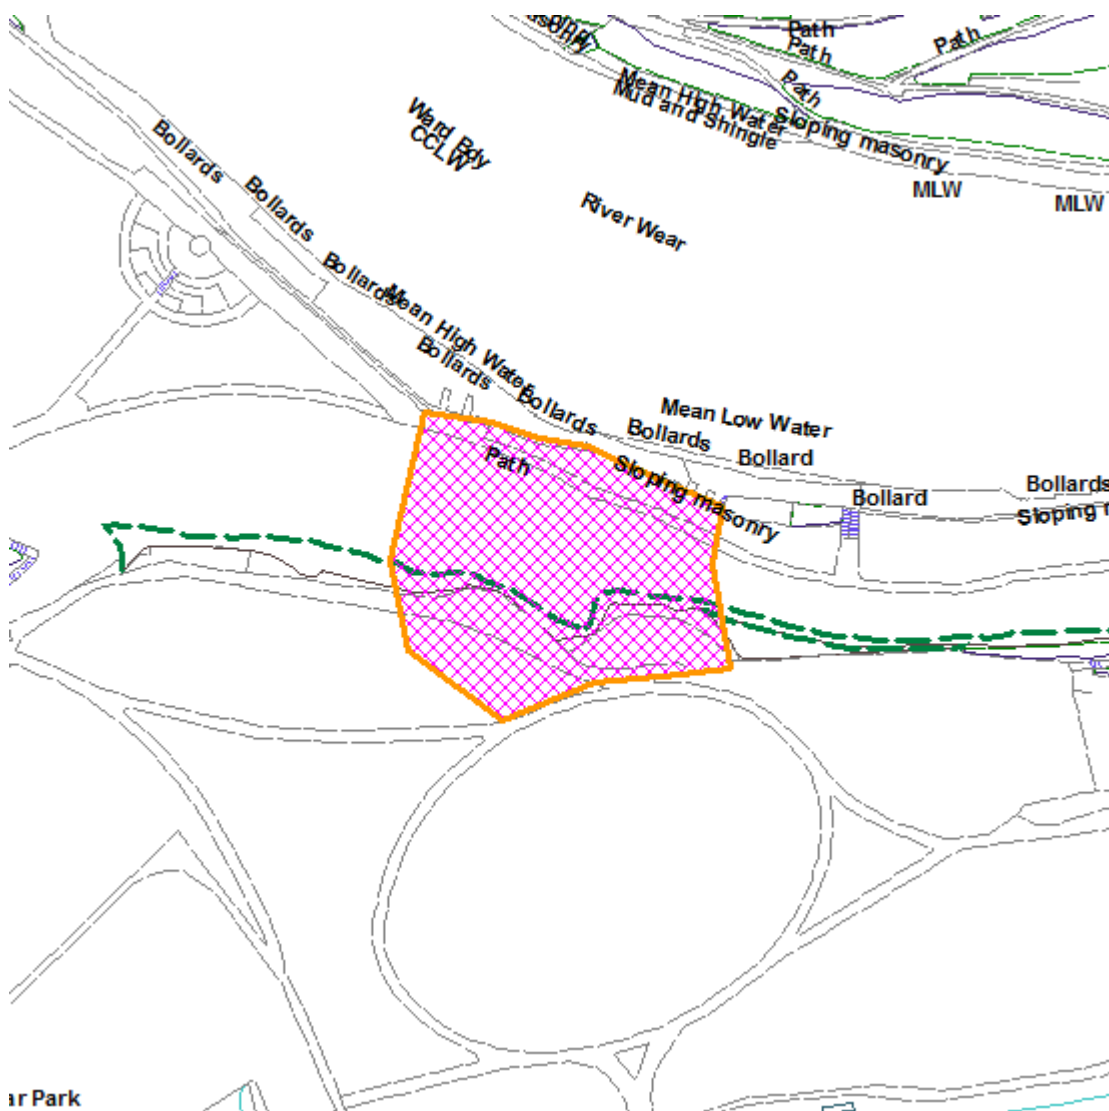 Path
Path
Path
Path
Mean High Water
Mud and Shingle
Sloping masonry
MLW
MLW
Ward Bdy
CCLW
River Wear
Bollards
Bollards
Bollards
Mean High Water
Bollards
Bollards
Mean Low Water
Bollards
Bollard
Path
Sloping masonry
Bollard
Bollards
Sloping
ar Park